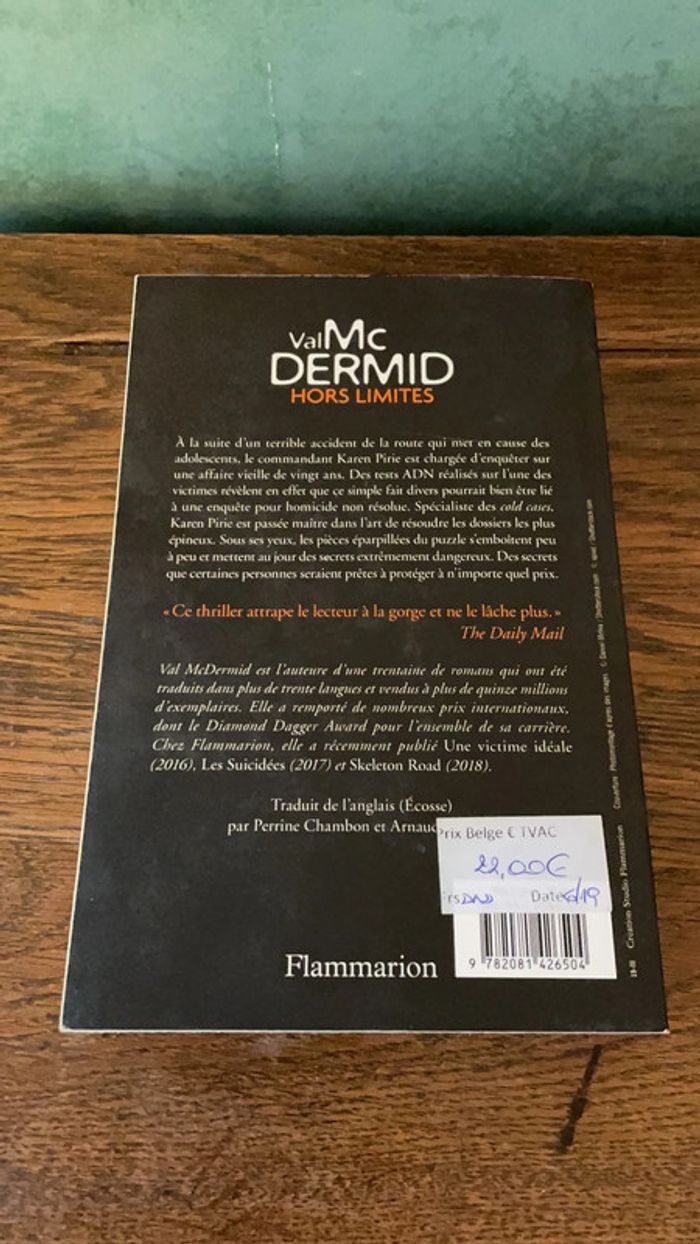 Val Mc
DERMID
HORS LIMITES
À la suite d'un terrible accident de la route qui met en cause des
adolescents, le commandant Karen Pirie est chargée d'enquêter sur
une affaire vieille de vingt ans. Des tests ADN réalisés sur l'une des
victimes révèlent en effet que ce simple fait divers pourrait bien être lié
à une enquête pour homicide non résolue. Spécialiste des cold cases,
Karen Pirie est passée maître dans l'art de résoudre les dossiers les plus
épineux. Sous ses yeux, les pièces éparpillées du puzzle s'emboîtent peu
à peu et mettent au jour des secrets extrêmement dangereux. Des secrets
que certaines personnes seraient prêtes à protéger à n'importe quel prix.
« Ce thriller attrape le lecteur à la gorge et ne le lâche plus. »
The Daily Mail
Val McDermid est l'auteure d'une trentaine de romans qui ont été
traduits dans plus de trente langues et vendus à plus de quinze millions
d'exemplaires. Elle a remporté de nombreux prix internationaux,
dont le Diamond Dagger Award pour l'ensemble de sa carrière.
Chez Flammarion, elle a récemment publié Une victime idéale
(2016), Les Suicidées (2017) et Skeleton Road (2018).
Traduit de l'anglais (Écosse)
par Perrine Chambon et Arnaud
Prix Belge € TVAC
22,00€
Date 6/19
9 782081 426504
Flammarion
Création Studio Flammarion